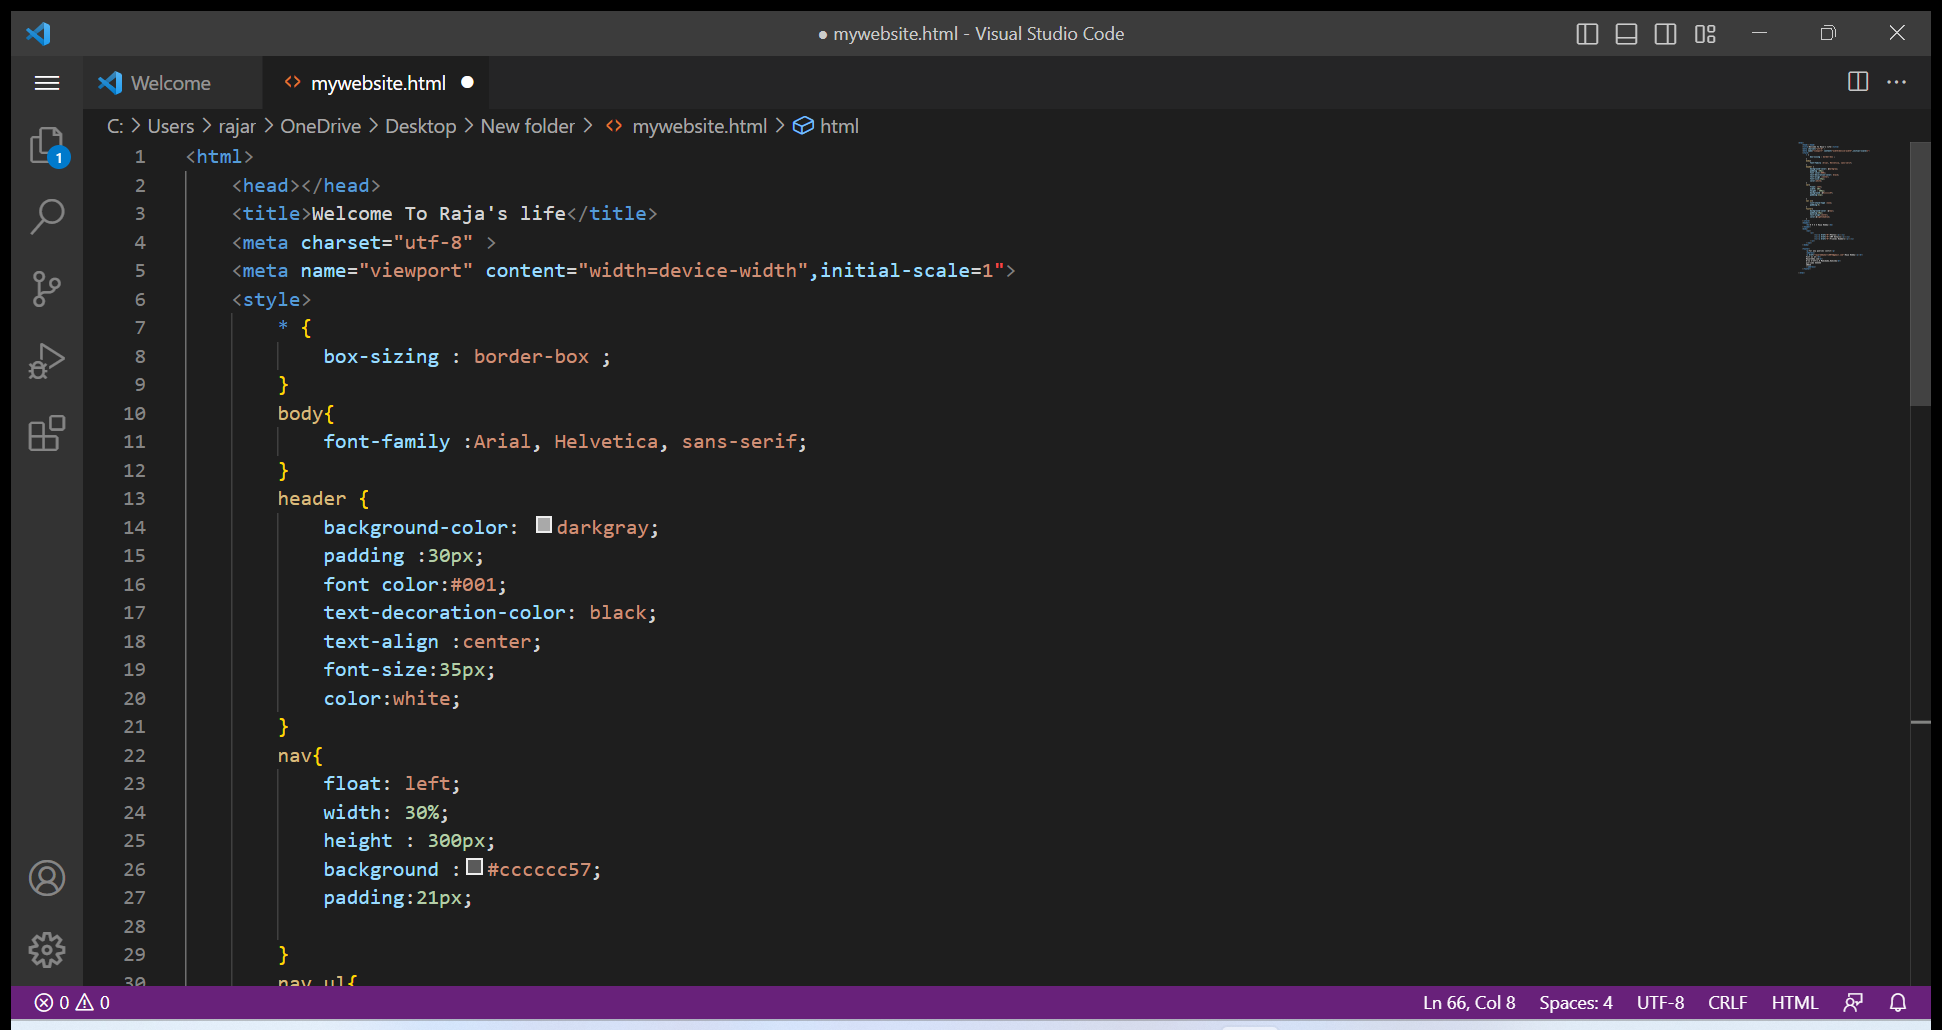 ● mywebsite.html - Visual Studio Code
Welcome
<> mywebsite.html ●
C: > Users > rajar > OneDrive > Desktop > New folder > <> mywebsite.html > html
1
1 <html>
2 <head></head>
3 <title>Welcome To Raja's life</title>
4 <meta charset="utf-8" >
5 <meta name="viewport" content="width=device-width",initial-scale=1">
6 <style>
7 * {
8 box-sizing : border-box ;
9 }
10 body{
11 font-family :Arial, Helvetica, sans-serif;
12 }
13 header {
14 background-color: darkgray;
15 padding :30px;
16 font color:#001;
17 text-decoration-color: black;
18 text-align :center;
19 font-size:35px;
20 color:white;
21 }
22 nav{
23 float: left;
24 width: 30%;
25 height : 300px;
26 background :#cccccc57;
27 padding:21px;
28
29 }
30 nav ul{
0 0
Ln 66, Col 8 Spaces: 4 UTF-8 CRLF HTML